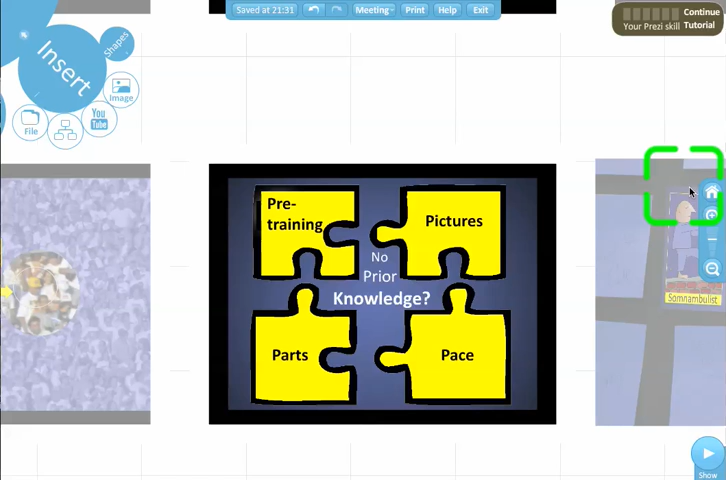 Saved at 21:31
Meeting
Print
Help
Exit
Continue
Tutorial
Your Prezi skill
Insert
Shapes
Image
File
You
Tube
Pre-
training
Pictures
No
Prior
Knowledge?
Parts
Pace
Somnambulist
Show